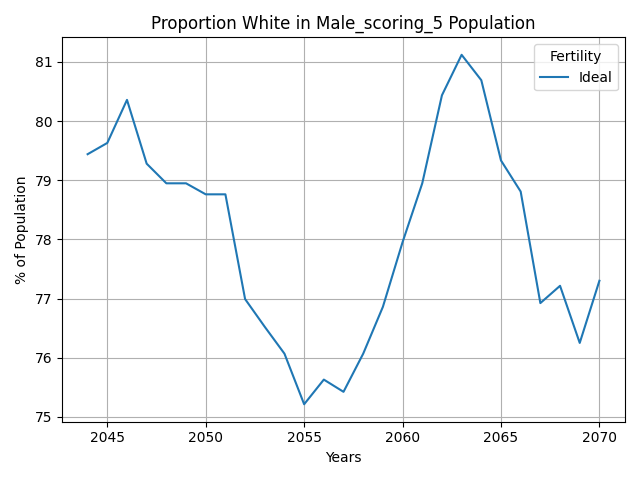 Proportion White in Male_scoring_5 Population
Fertility
Ideal
% of Population
81
80
79
78
77
76
75
2045 2050 2055 2060 2065 2070
Years